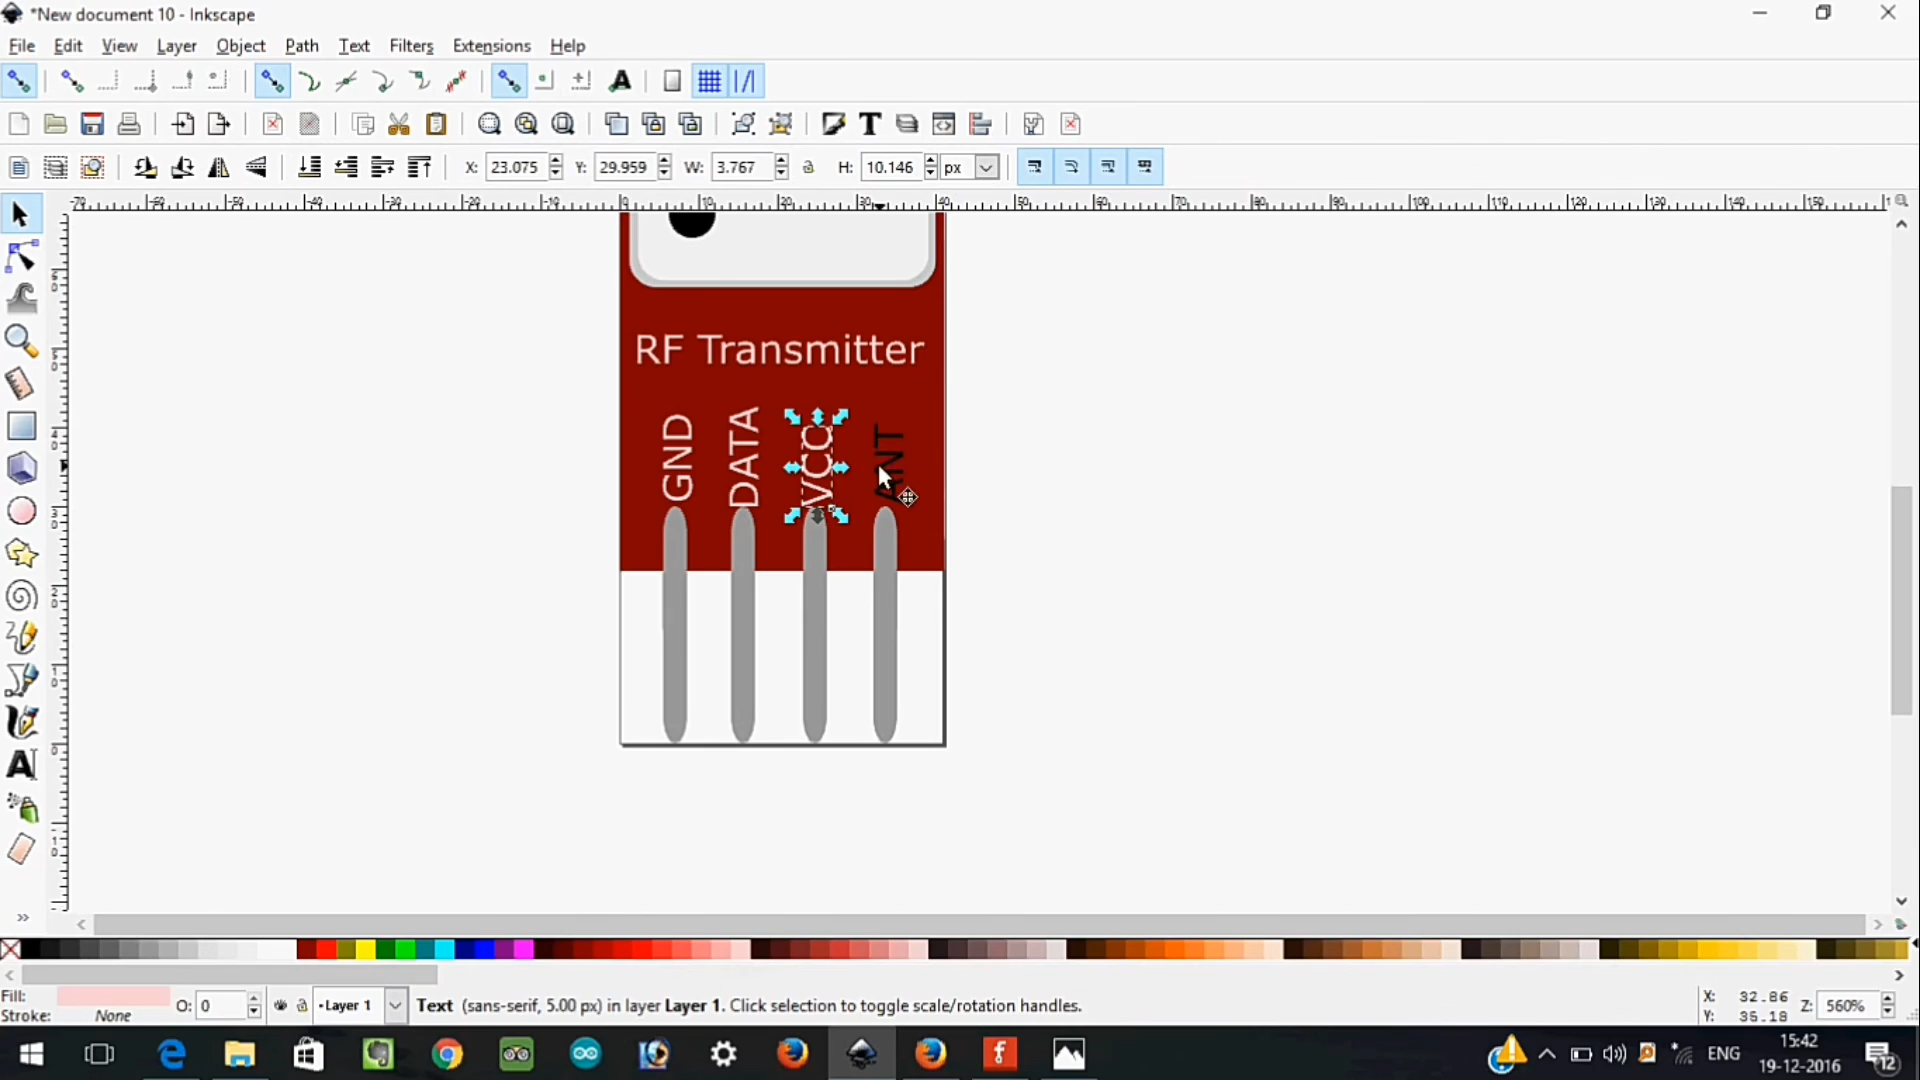 *New document 10 - Inkscape
File Edit View Layer Object Path Text Filters Extensions Help
X: 23.075 Y: 29.959 W: 3.767 H: 10.146 px
RF Transmitter
GND DATA VCC ANT
Fill:
Stroke: None
O: 0
Layer 1
Text (sans-serif, 5.00 px) in layer Layer 1. Click selection to toggle scale/rotation handles.
X: 32.86
Y: 35.18
Z: 560%
ENG
15:42
19-12-2016
12